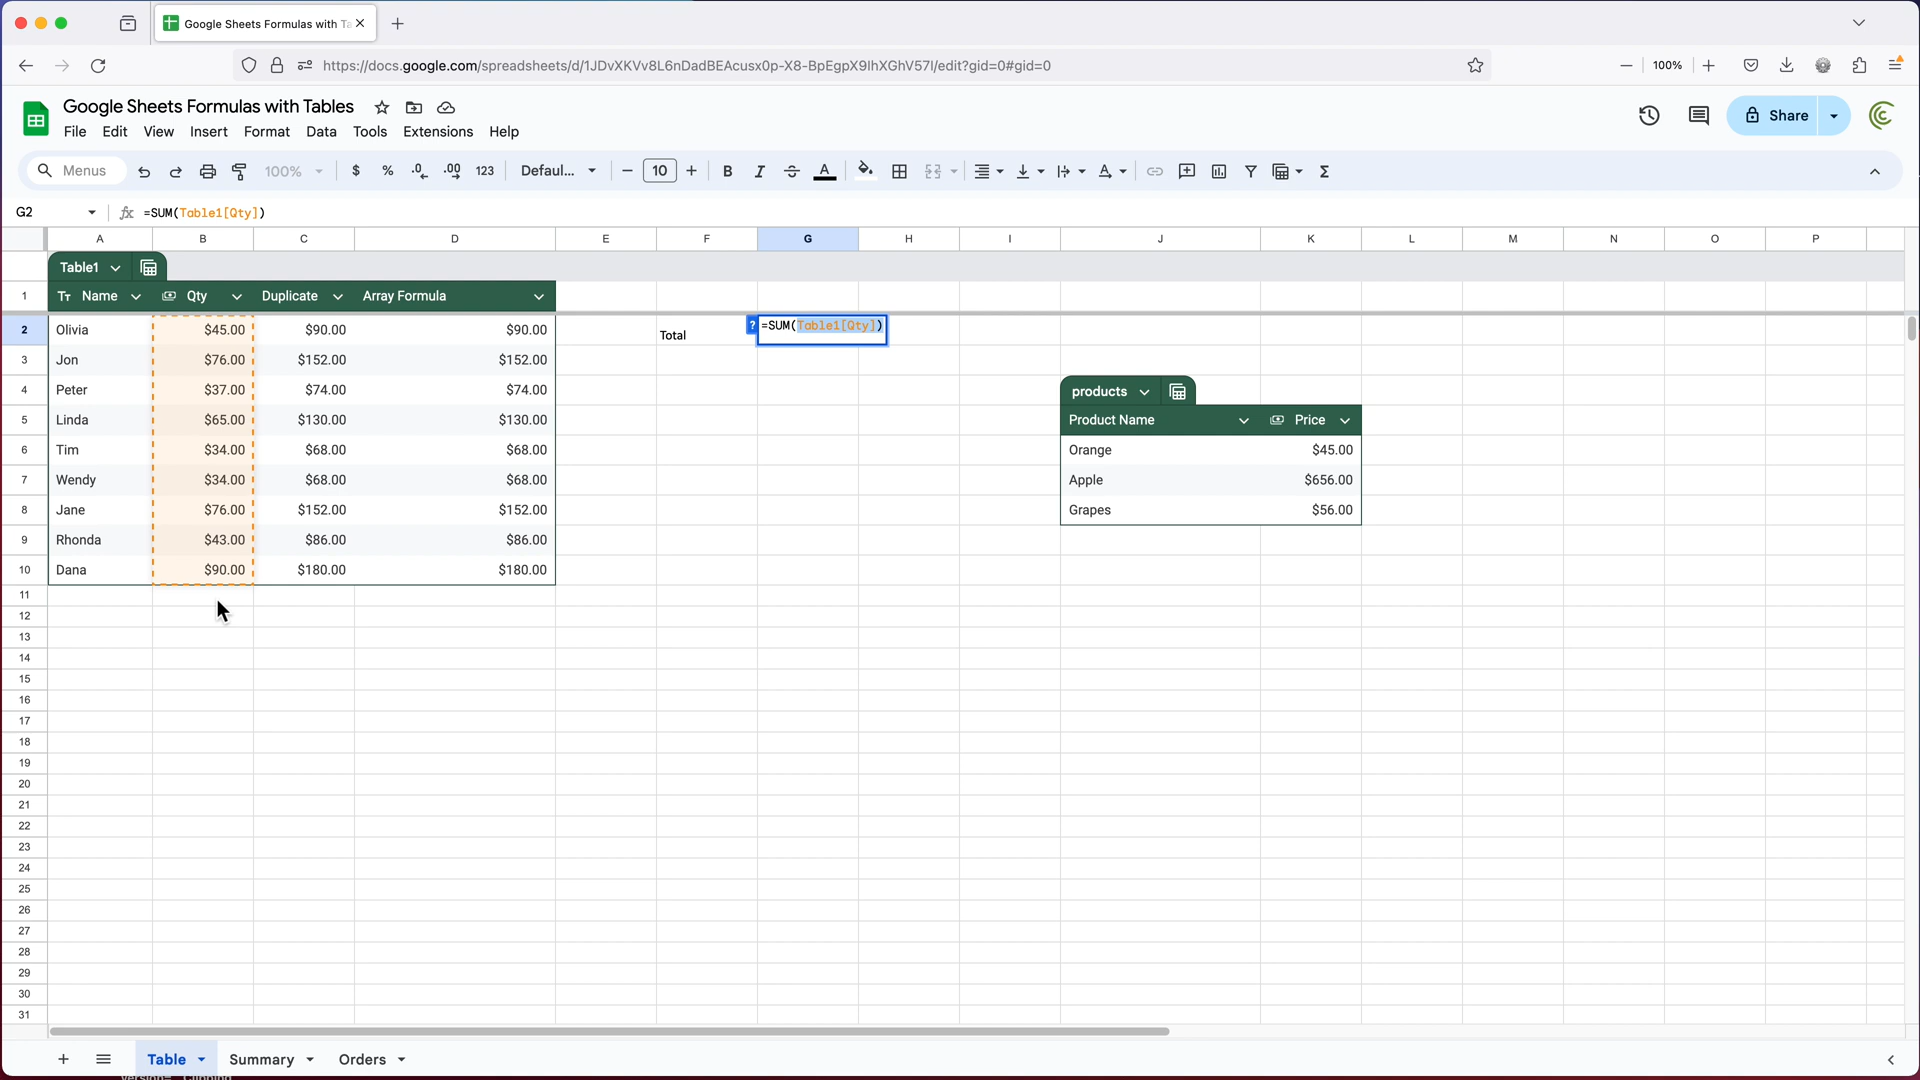 Google Sheets Formulas with Ta
https://docs.google.com/spreadsheets/d/1JDvXKVv8L6nDadBEAcusx0p-X8-BpEgpX9IhXGhV57I/edit?gid=0#gid=0
100%
Google Sheets Formulas with Tables
File Edit View Insert Format Data Tools Extensions Help
Share
Menus 100% $ % .0 .00 123 Defaul... 10 B I S A A Σ
G2 fx =SUM(Table1[Qty])
A B C D E F G H I J K L M N O P
Table1
1 Tт Name Qty Duplicate Array Formula
2 Olivia $45.00 $90.00 $90.00 Total ? =SUM(Table1[Qty])
3 Jon $76.00 $152.00 $152.00
4 Peter $37.00 $74.00 $74.00 products
5 Linda $65.00 $130.00 $130.00 Product Name Price
6 Tim $34.00 $68.00 $68.00 Orange $45.00
7 Wendy $34.00 $68.00 $68.00 Apple $656.00
8 Jane $76.00 $152.00 $152.00 Grapes $56.00
9 Rhonda $43.00 $86.00 $86.00
10 Dana $90.00 $180.00 $180.00
11
12
13
14
15
16
17
18
19
20
21
22
23
24
25
26
27
28
29
30
31
Table Summary Orders